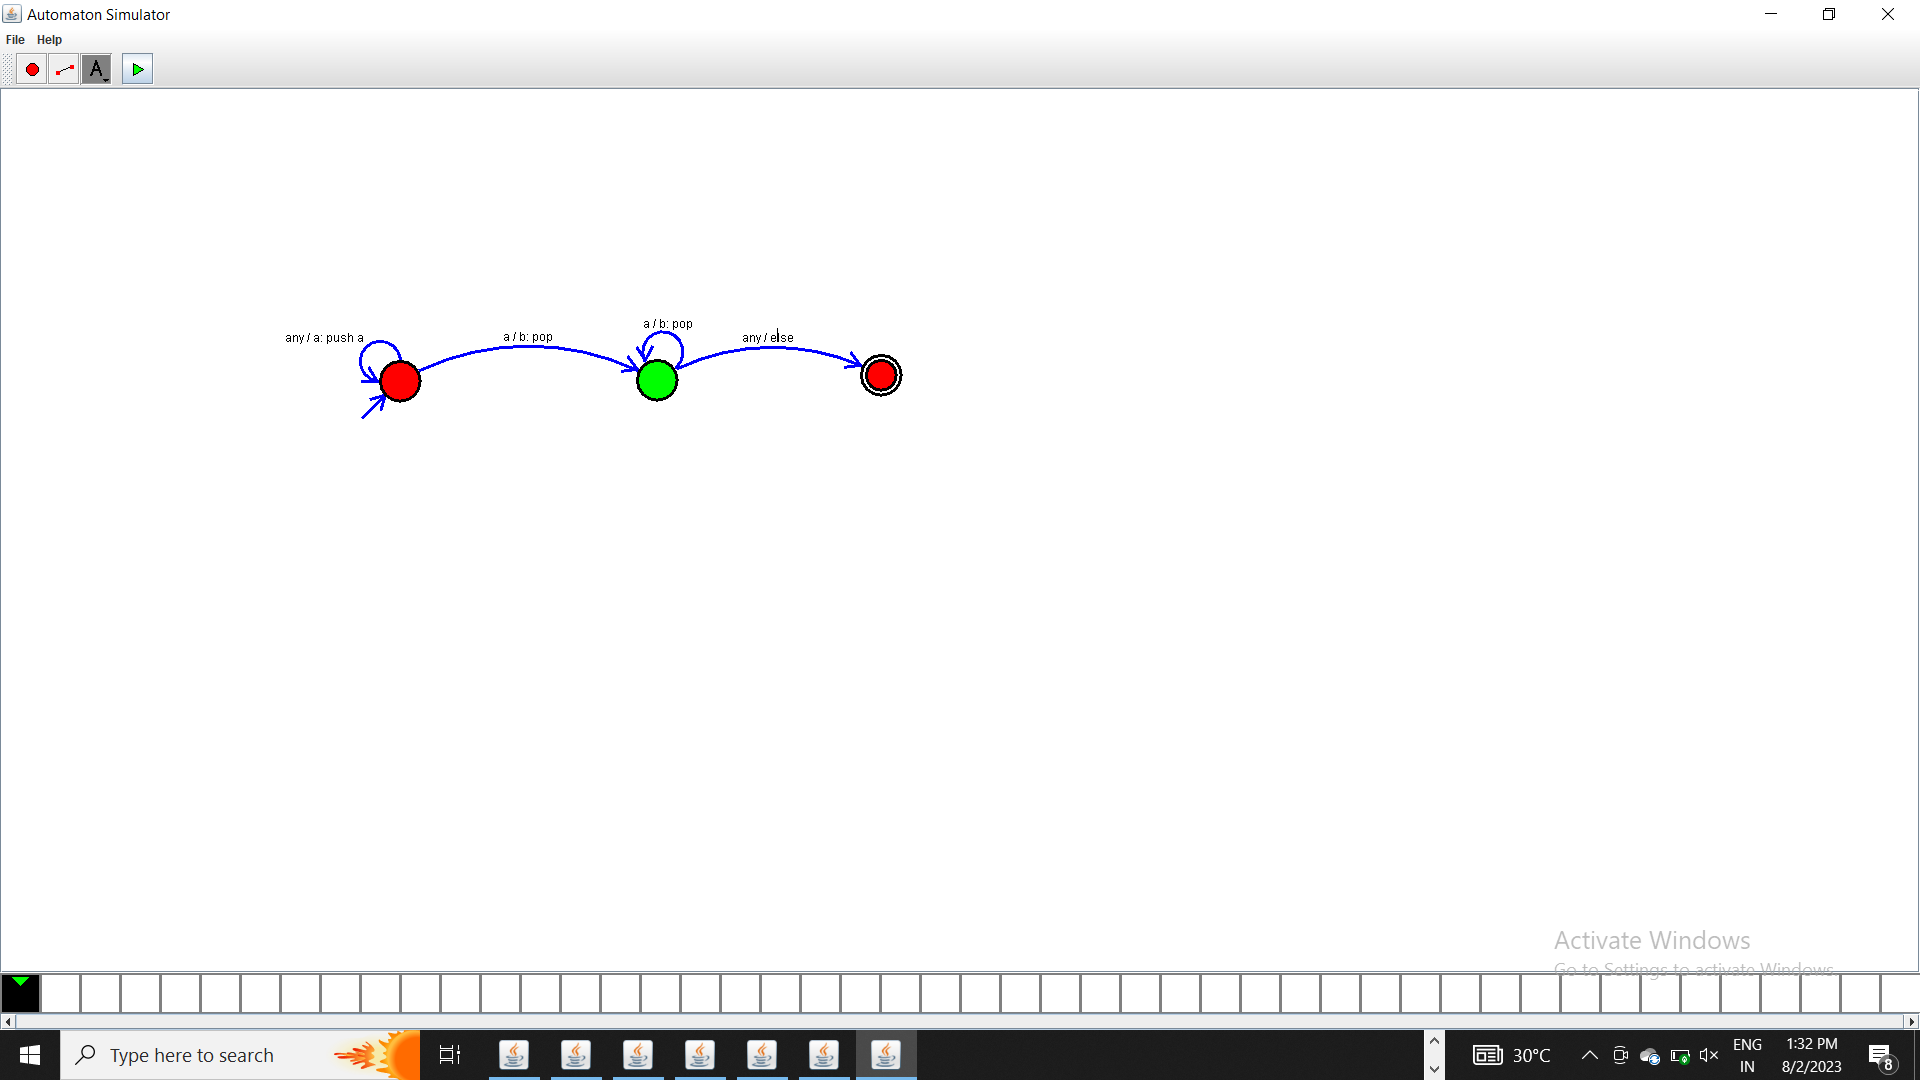 Automaton Simulator
File Help
A
a / b: pop
any / a: push a
a / b: pop
any / else
Activate Windows
Go to Settings to activate Windows.
Type here to search
30°C
ENG
IN
1:32 PM
8/2/2023
8